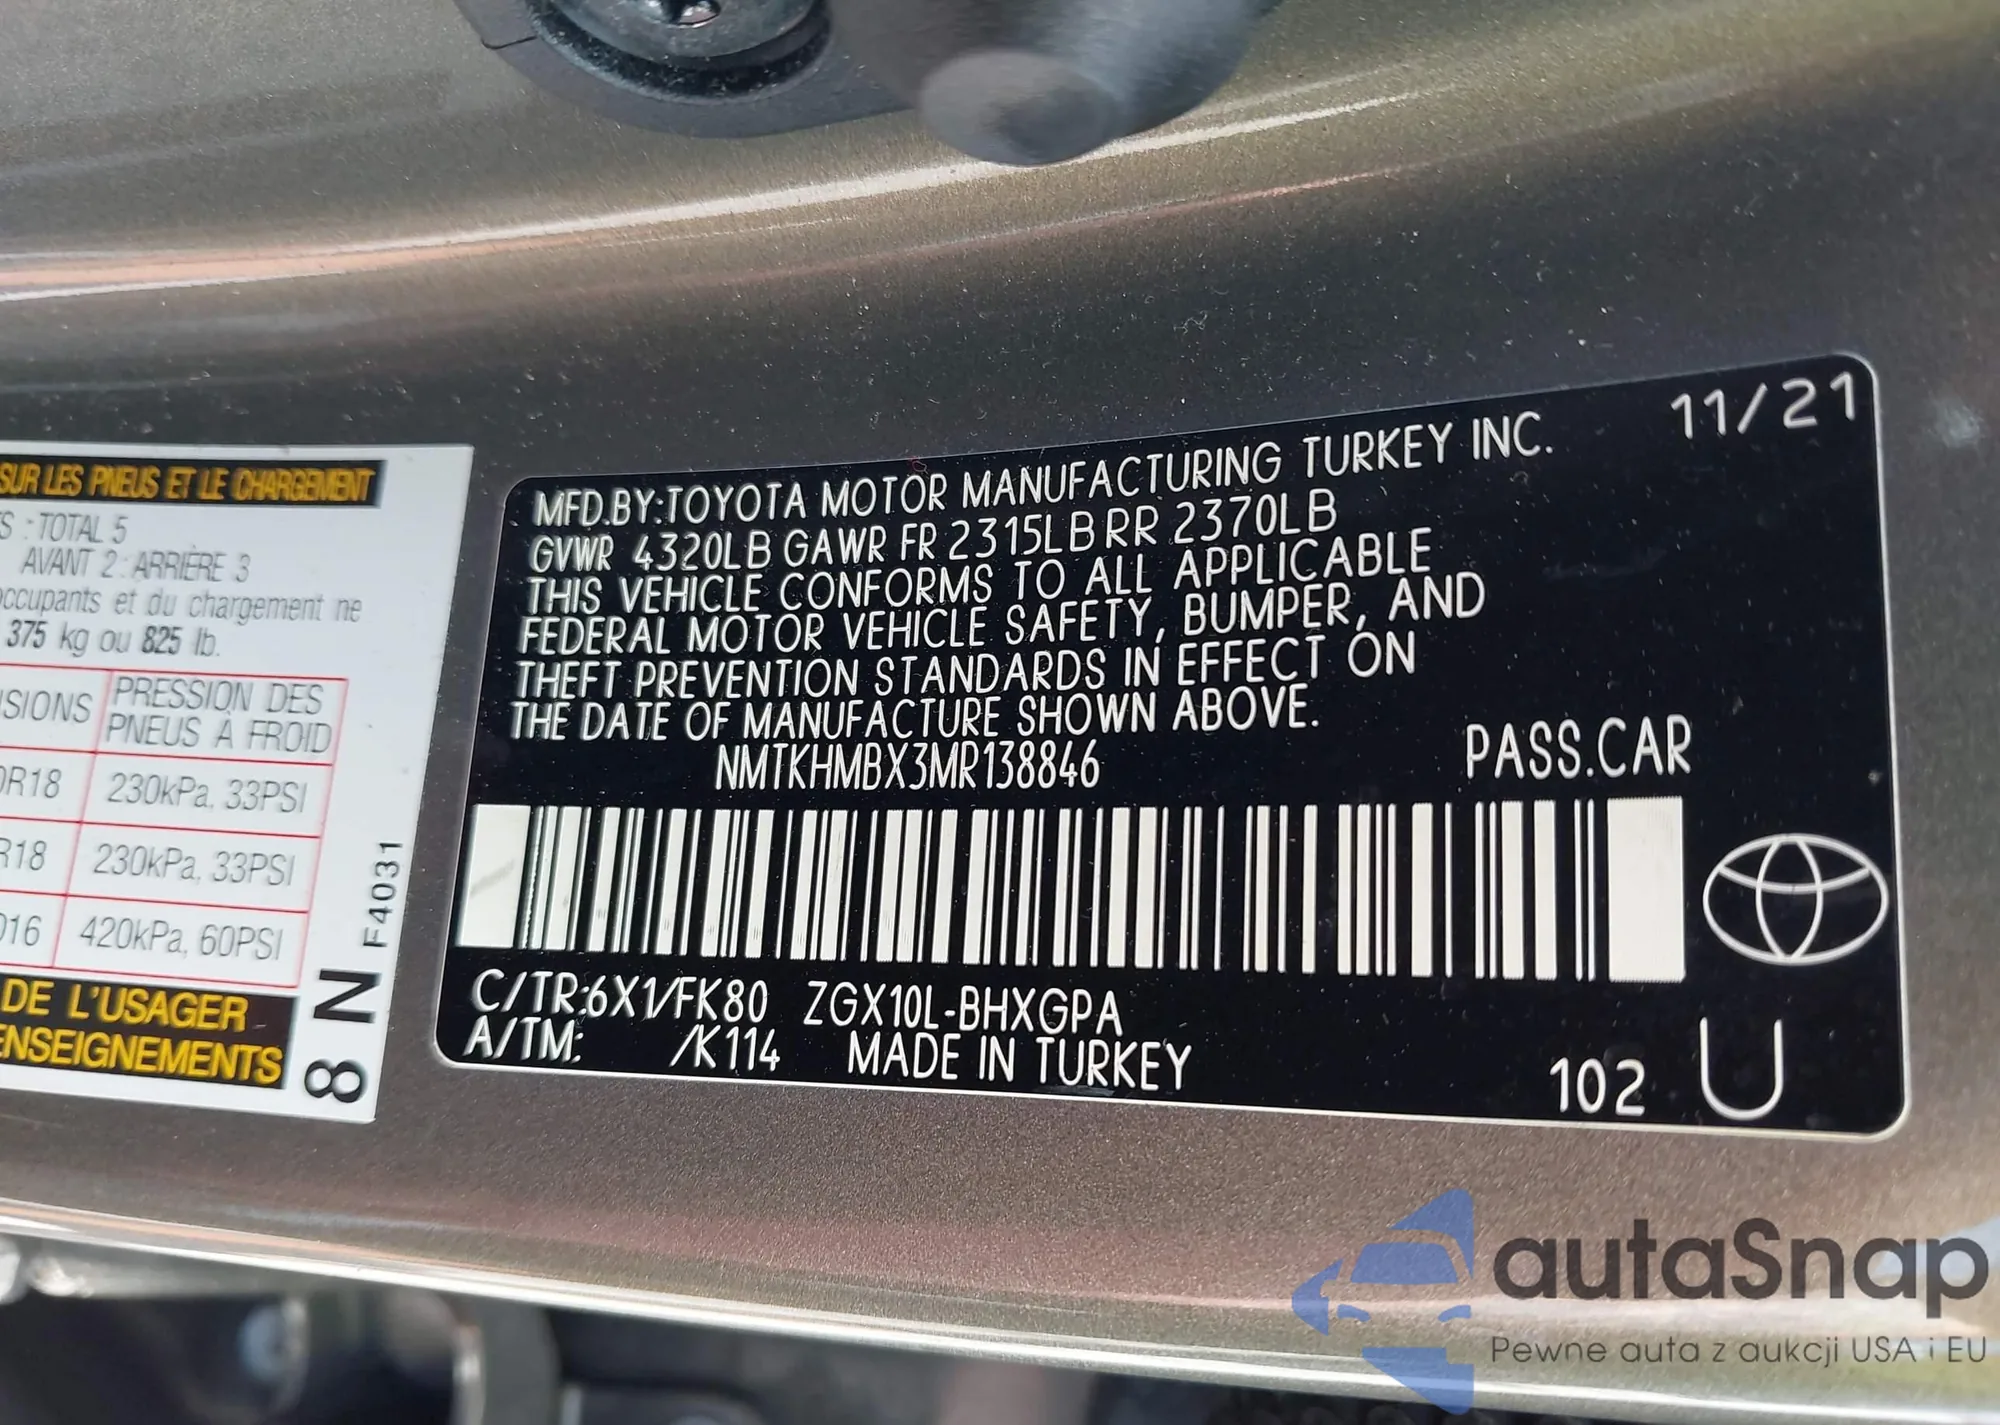 SUR LES PNEUS ET LE CHARGEMENT
: TOTAL 5
AVANT 2 : ARRIÈRE 3
occupants et du chargement ne
375 kg ou 825 lb.
PRESSION DES
PNEUS À FROID
R18 230kPa, 33PSI
R18 230kPa, 33PSI
420kPa, 60PSI
DE L'USAGER
F4031
8 N
11/21
MFD.BY:TOYOTA MOTOR MANUFACTURING TURKEY INC.
GVWR 4320LB GAWR FR 2315LB RR 2370LB
THIS VEHICLE CONFORMS TO ALL APPLICABLE
FEDERAL MOTOR VEHICLE SAFETY, BUMPER, AND
THEFT PREVENTION STANDARDS IN EFFECT ON
THE DATE OF MANUFACTURE SHOWN ABOVE.
NMTKHMBX3MR138846 PASS.CAR
C/TR:6X1/FK80 ZGX10L-BHXGPA
A/TM: /K114 MADE IN TURKEY
102 U
autaSnap
Pewne auta z aukcji USA i EU